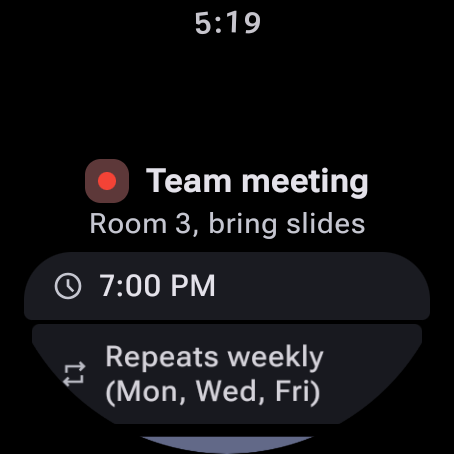 5:19
Team meeting
Room 3, bring slides
7:00 PM
Repeats weekly
(Mon, Wed, Fri)